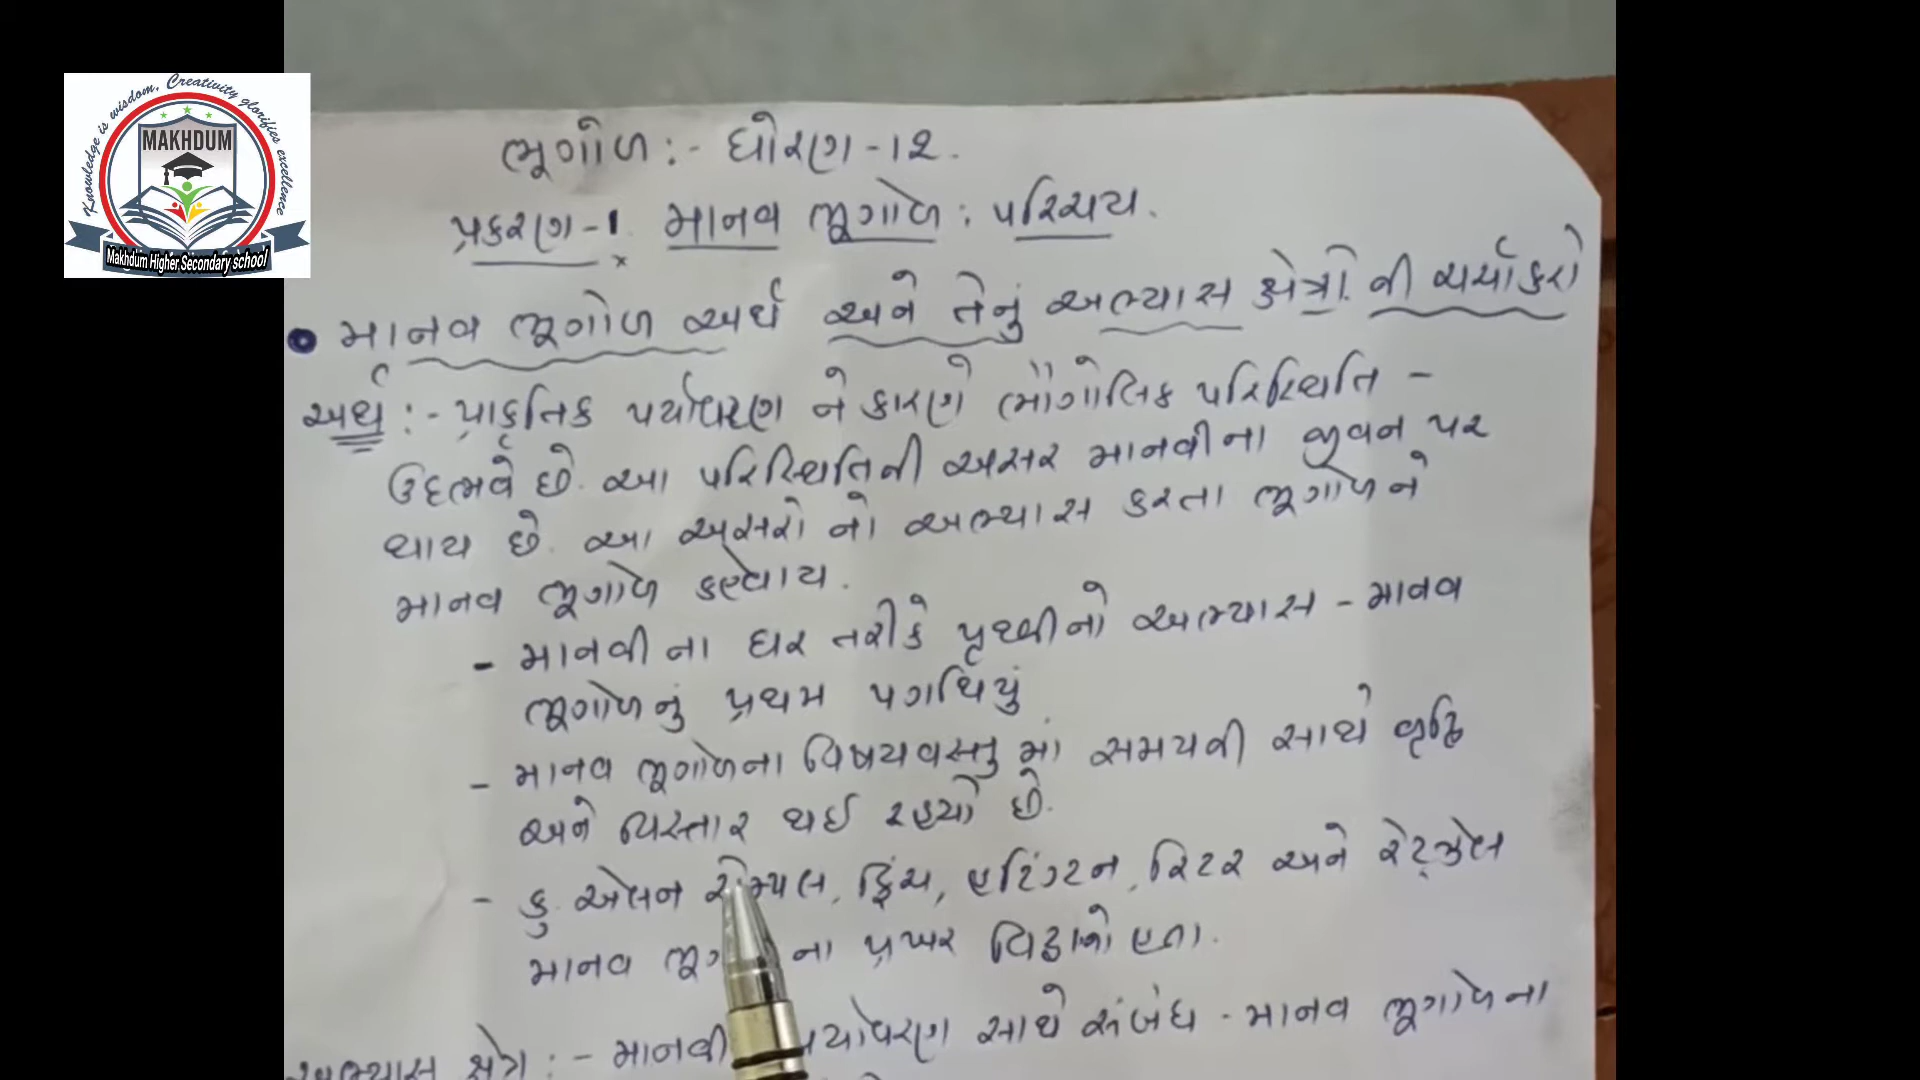 Knowledge is wisdom, Creativity glorifies excellence
MAKHDUM
Makhdum Higher Secondary school
ભૂગોળ :- ધોરણ -૧૨.
પ્રકરણ -1. માનવ ભૂગોળ : પરિચય.
માનવ ભૂગોળ અર્થ અને તેનું અભ્યાસ ક્ષેત્રો ની ચર્ચા કરો
અર્થ :- પ્રાકૃતિક પર્યાવરણ ને કારણે ભૌગોલિક પરિસ્થિતિ -
ઉદ્દભવે છે. આ પરિસ્થિતિની અસર માનવીના જીવન પર
થાય છે. આ અસરો નો અભ્યાસ કરતા ભૂગોળ ને
માનવ ભૂગોળ કહેવાય.
- માનવી ના ઘર તરીકે પૃથ્વીનો અભ્યાસ - માનવ
ભૂગોળનું પ્રથમ પગથિયું
- માનવ ભૂગોળના વિષયવસ્તુ માં સમયની સાથે વૃદ્ધિ
અને વિસ્તાર થઈ રહ્યો છે.
- કુ. એલન સેમ્પલ, ફિંચ, હટિંગ્ટન, રિટર અને રેટ્ઝેલ
માનવ ના પ્રખર વિદ્વાનો હતા.
અભ્યાસ ક્ષેત્ર :- માનવી પર્યાવરણ સાથે સંબંધ - માનવ ભૂગોળના